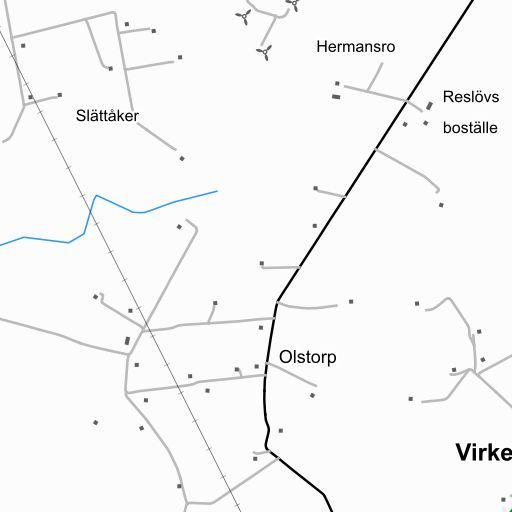 Hermansro
Reslövs
boställe
Slättåker
Olstorp
Virke